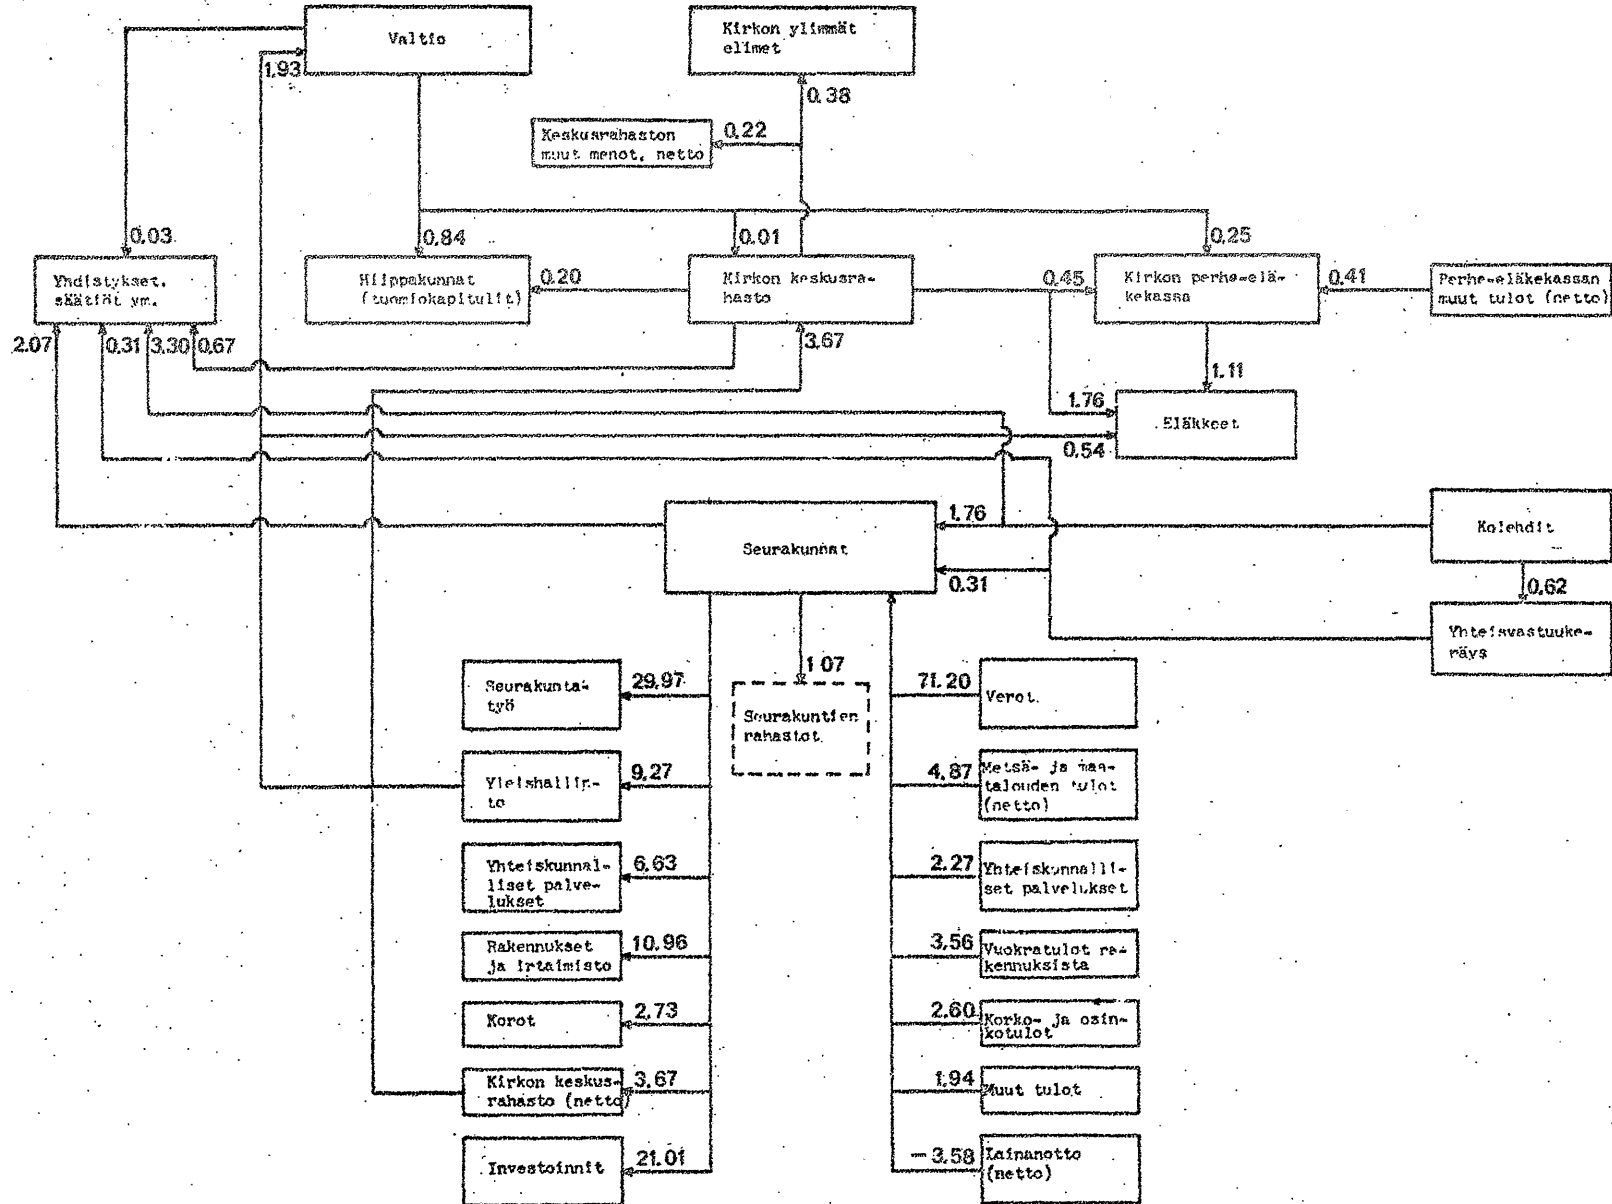 Valtio
Kirkon ylimmät
elimet
1.93
0.38
Keskusrahaston
muut menot, netto
0.22
0.03
0.84
0.01
0.25
Yhdistykset,
säätiöt ym.
Hiippakunnat
(tuomiokapitulit)
0.20
Kirkon keskusra-
hasto
0.45
Kirkon perhe-elä-
kekassa
0.41
Perhe-eläkekassan
muut tulot (netto)
2.07
0.31
3.30
0.67
3.67
1.11
1.76
Eläkkeet
0.54
Seurakunnat
1.76
0.31
Kolehdit
0.62
Yhteisvastuuke-
räys
Seurakunta-
työ
29.97
1 07
Seurakuntien
rahastot.
71.20
Verot.
Yleishallin-
to
9.27
4.87
Metsä- ja maa-
talouden tulot
(netto)
Yhteiskunnal-
liset palve-
lukset
6.63
2.27
Yhteiskunnalli-
set palvelukset
Rakennukset
ja irtaimisto
10.96
3.56
Vuokratulot ra-
kennuksista
Korot
2.73
2.60
Korko- ja osin-
kotulot
Kirkon keskus-
rahasto (netto)
3.67
1.94
Muut tulot
Investoinnit
21.01
-3.58
Lainanotto
(netto)